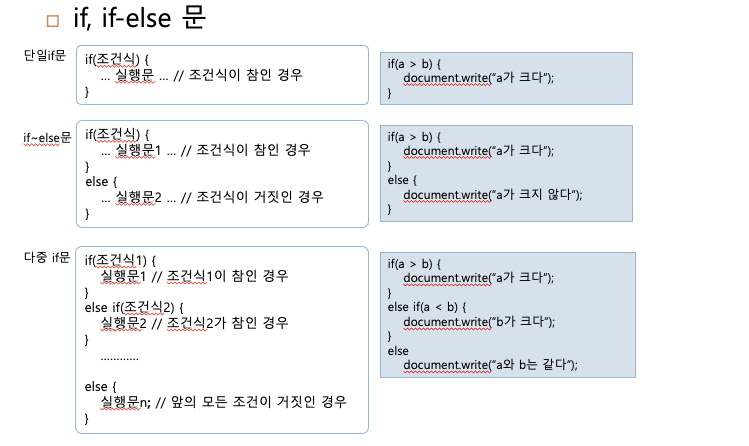 if, if-else 문
단일if문
if(조건식) {
... 실행문 ... // 조건식이 참인 경우
}
if(a > b) {
document.write("a가 크다");
}
if~else문
if(조건식) {
... 실행문1 ... // 조건식이 참인 경우
}
else {
... 실행문2 ... // 조건식이 거짓인 경우
}
if(a > b) {
document.write("a가 크다");
}
else {
document.write("a가 크지 않다");
}
다중 if문
if(조건식1) {
실행문1 // 조건식1이 참인 경우
}
else if(조건식2) {
실행문2 // 조건식2가 참인 경우
}
............
else {
실행문n; // 앞의 모든 조건이 거짓인 경우
}
if(a > b) {
document.write("a가 크다");
}
else if(a < b) {
document.write("b가 크다");
}
else
document.write("a와 b는 같다");